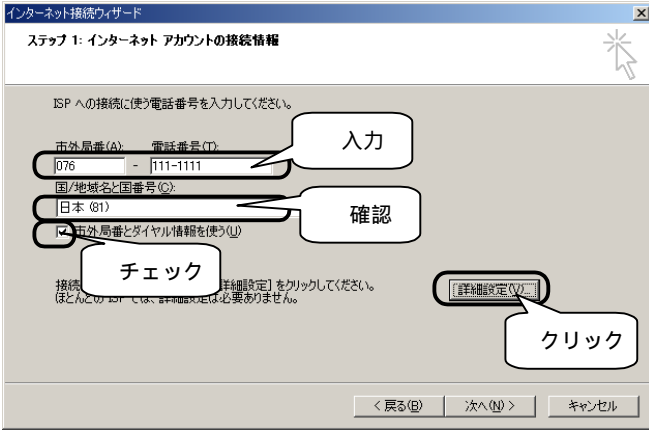 インターネット接続ウィザード
ステップ 1: インターネット アカウントの接続情報
ISP への接続に使う電話番号を入力してください。
入力
市外局番(A): 電話番号(T):
076 - 111-1111
国/地域名と国番号(C):
日本 (81)
確認
市外局番とダイヤル情報を使う(U)
チェック
接続 詳細設定] をクリックしてください。
ほとんどの ISP では、詳細設定は必要ありません。
詳細設定(V)...
クリック
< 戻る(B) 次へ(N) > キャンセル